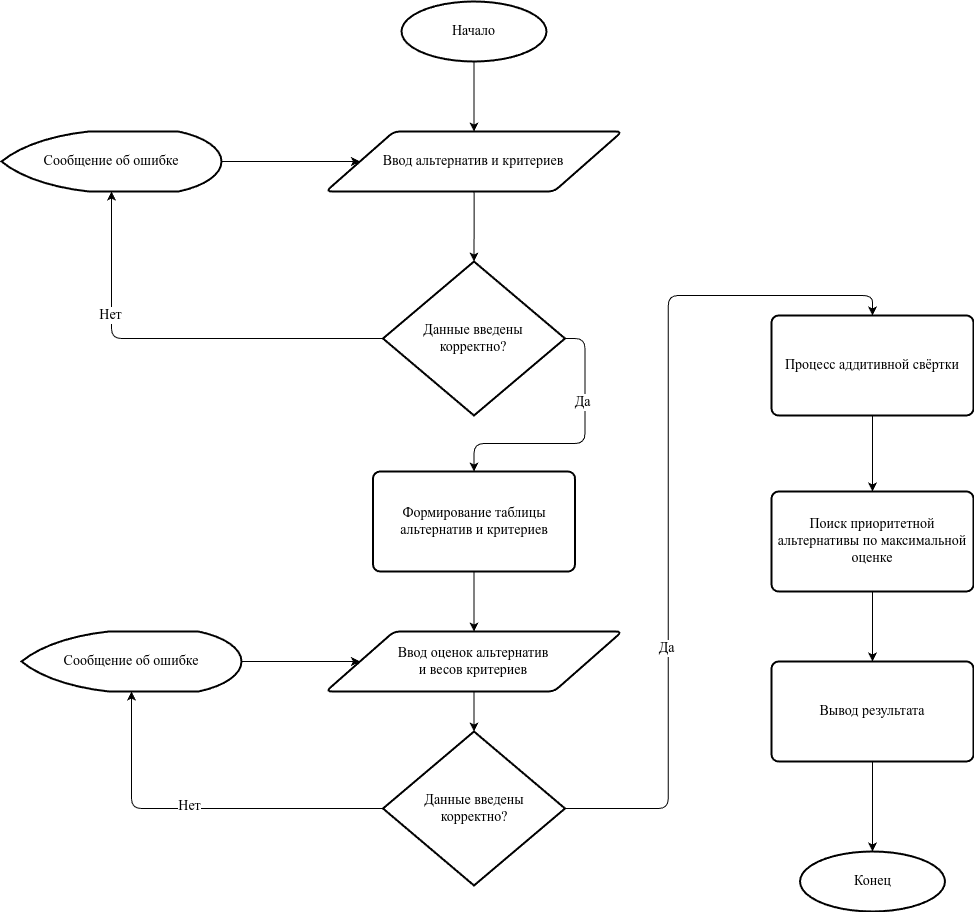 Начало
Сообщение об ошибке
Ввод альтернатив и критериев
Нет
Данные введены
корректно?
Да
Формирование таблицы
альтернатив и критериев
Сообщение об ошибке
Ввод оценок альтернатив
и весов критериев
Нет
Данные введены
корректно?
Да
Процесс аддитивной свёртки
Поиск приоритетной
альтернативы по максимальной
оценке
Вывод результата
Конец